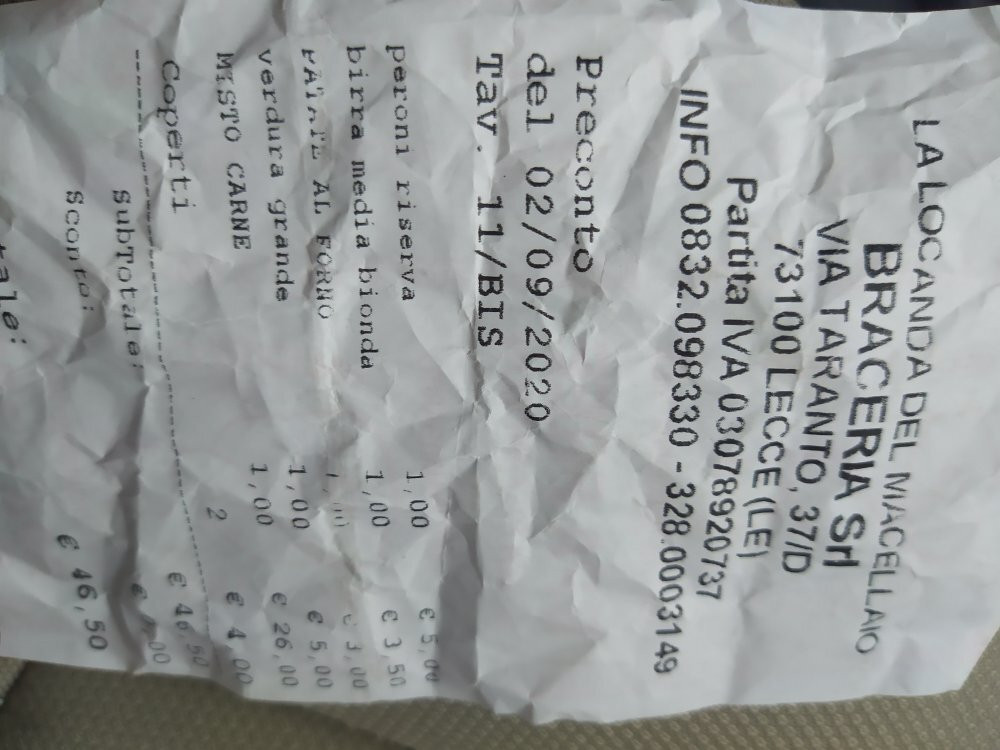 LA LOCANDA DEL MACELLAIO
BRACERIA Srl
VIA TARANTO, 37/D
73100 LECCE (LE)
Partita IVA 03078920737
INFO 0832.098330 - 328.0003149
Preconto
del 02/09/2020
Tav. 11/BIS
peroni riserva 1,00 € 5,00
birra media bionda 1,00 € 3,50
PATATE AL FORNO 1,00 € 3,00
verdura grande 1,00 € 5,00
MISTO CARNE 1,00 € 26,00
Coperti 2 € 4,00
SubTotale: € 46,50
Sconto: €
tale: € 46,50